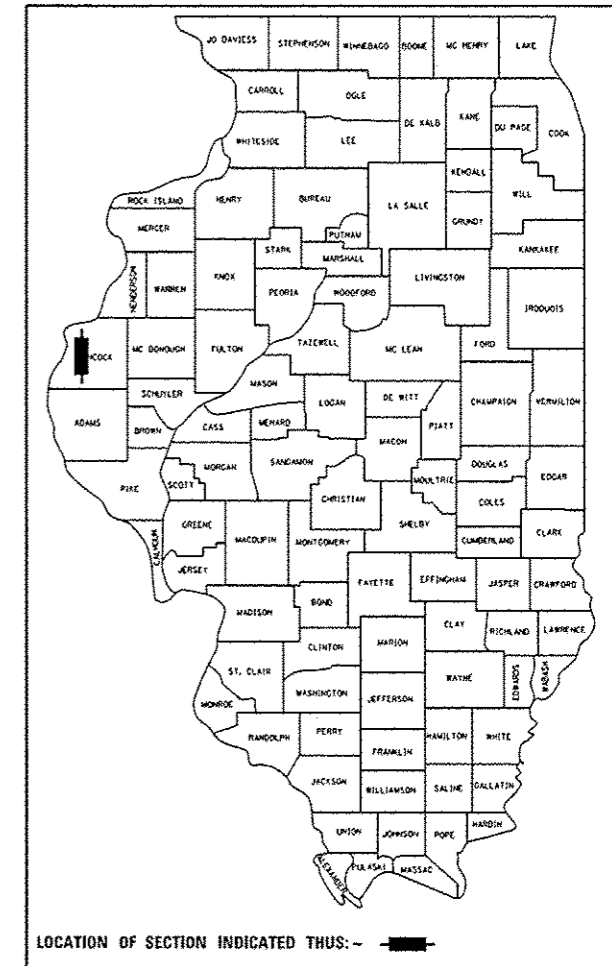 JO DAVIESS STEPHENSON WINNEBAGO BOONE MC HENRY LAKE
CARROLL OGLE DE KALB KANE DU PAGE COOK
WHITESIDE LEE KENDALL WILL
ROCK ISLAND HENRY BUREAU LA SALLE GRUNDY
MERCER STARK PUTNAM KANKAKEE
HENDERSON WARREN KNOX PEORIA MARSHALL WOODFORD LIVINGSTON IROQUOIS
NCOCK MC DONOUGH FULTON TAZEWELL MC LEAN FORD
ADAMS SCHUYLER MASON LOGAN DE WITT CHAMPAIGN VERMILION
BROWN CASS MENARD MACON PIATT
PIKE SCOTT MORGAN SANGAMON CHRISTIAN MOULTRIE DOUGLAS EDGAR
COLES
CALHOUN GREENE MACOUPIN MONTGOMERY SHELBY CUMBERLAND CLARK
JERSEY FAYETTE EFFINGHAM JASPER CRAWFORD
MADISON BOND CLAY RICHLAND LAWRENCE
CLINTON MARION
ST. CLAIR WASHINGTON JEFFERSON WAYNE EDWARDS WABASH
MONROE
RANDOLPH PERRY FRANKLIN HAMILTON WHITE
JACKSON WILLIAMSON SALINE GALLATIN
UNION JOHNSON POPE HARDIN
ALEXANDER PULASKI MASSAC
LOCATION OF SECTION INDICATED THUS: -